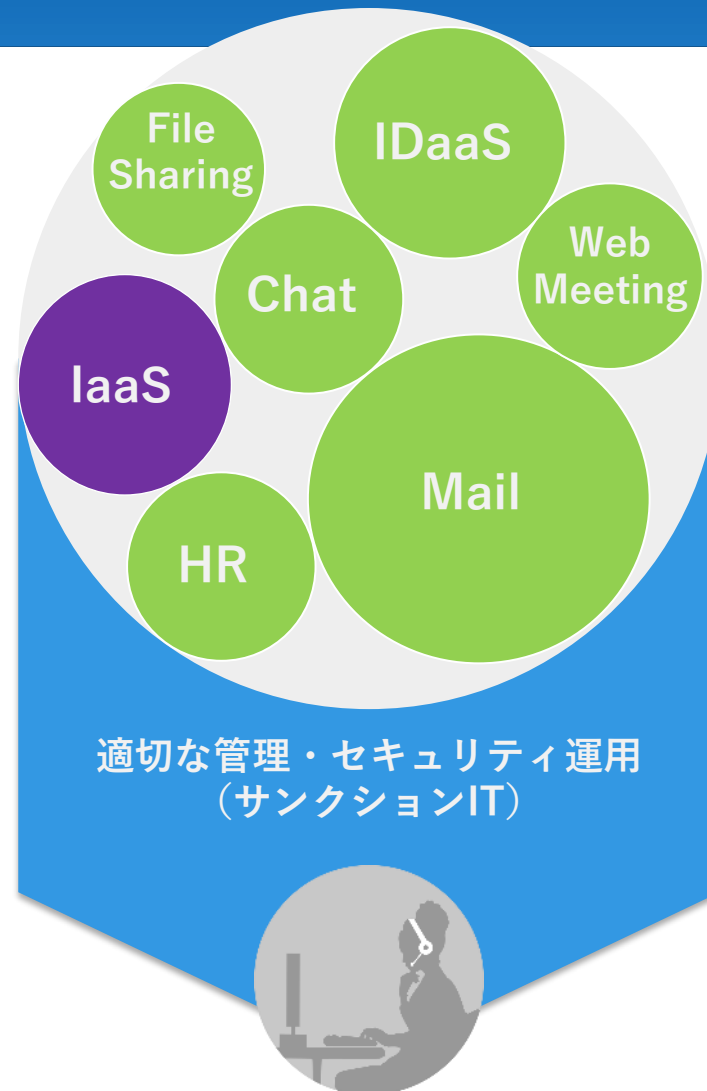 File
Sharing
IDaaS
Web
Meeting
Chat
IaaS
Mail
HR
適切な管理・セキュリティ運用
（サンクションIT）